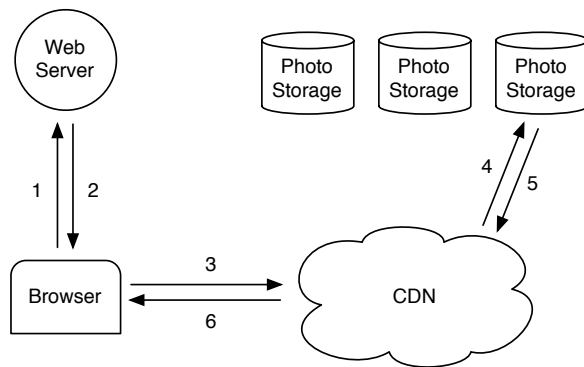 Web
Server
Photo
Storage
Photo
Storage
Photo
Storage
1
2
4
5
3
Browser
CDN
6